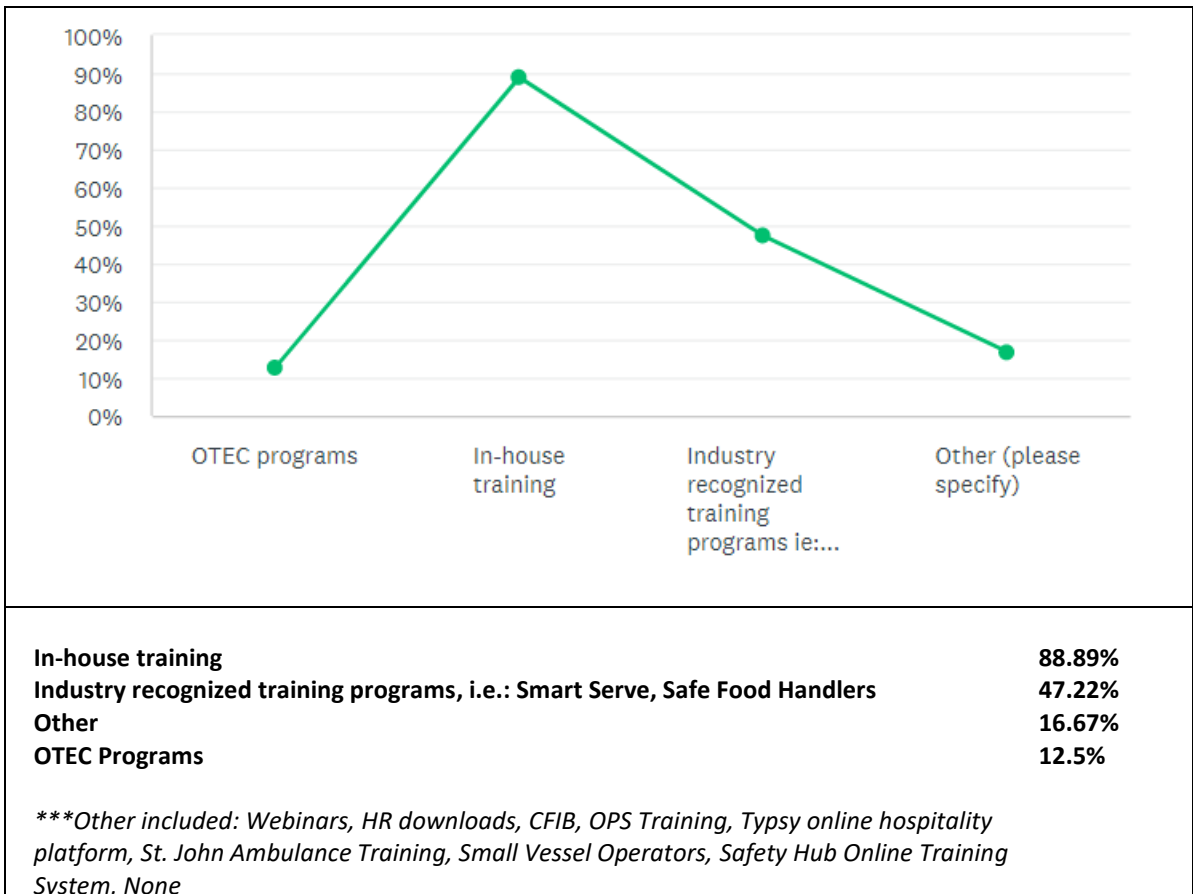 100%
90%
80%
70%
60%
50%
40%
30%
20%
10%
0%
OTEC programs
In-house
training
Industry
recognized
training
programs ie:...
Other (please
specify)
In-house training 88.89%
Industry recognized training programs, i.e.: Smart Serve, Safe Food Handlers 47.22%
Other 16.67%
OTEC Programs 12.5%
***Other included: Webinars, HR downloads, CFIB, OPS Training, Typsy online hospitality
platform, St. John Ambulance Training, Small Vessel Operators, Safety Hub Online Training
System, None